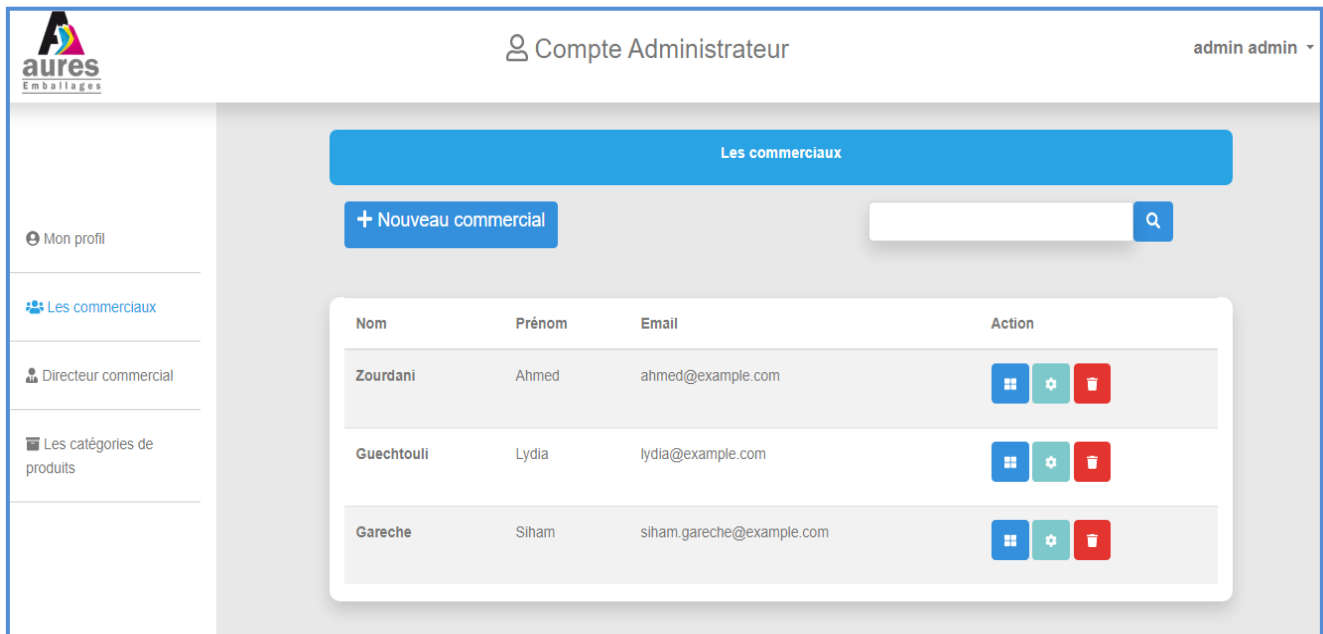 aures
Emballages
Compte Administrateur
admin admin
Les commerciaux
Nouveau commercial
Mon profil
Les commerciaux
Directeur commercial
Les catégories de
produits
Nom Prénom Email Action
Zourdani Ahmed ahmed@example.com
Guechtouli Lydia lydia@example.com
Gareche Siham siham.gareche@example.com